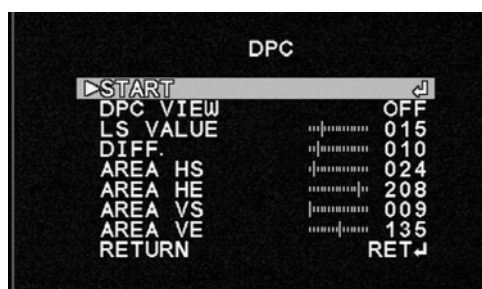 DPC
START ↵
DPC VIEW OFF
LS VALUE 015
DIFF. 010
AREA HS 024
AREA HE 208
AREA VS 009
AREA VE 135
RETURN RET↵